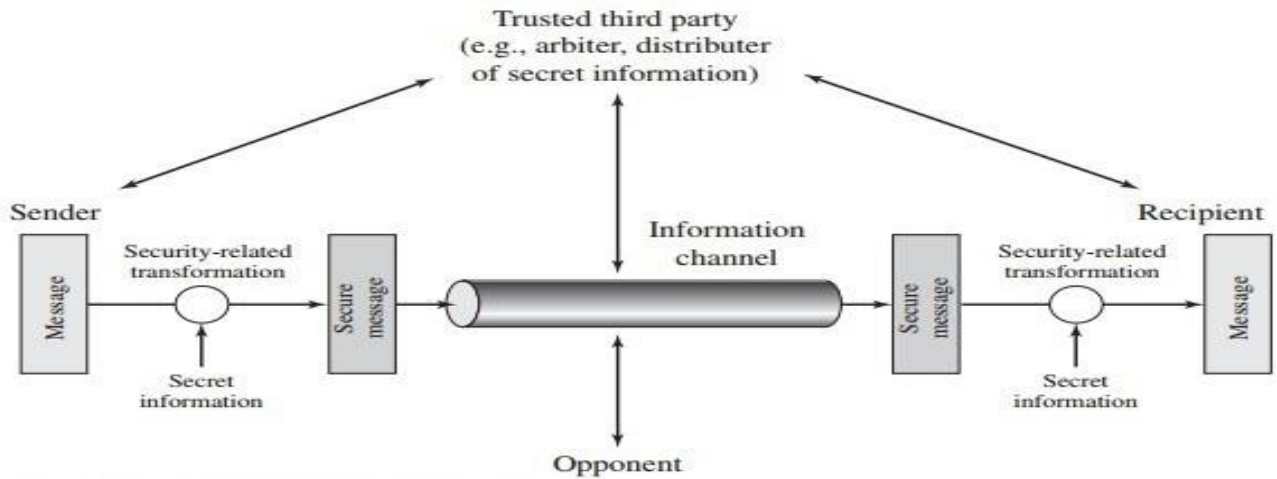 Trusted third party
(e.g., arbiter, distributer
of secret information)
Sender
Recipient
Information
channel
Security-related
transformation
Security-related
transformation
Message
Secure
message
Secure
message
Message
Secret
information
Secret
information
Opponent